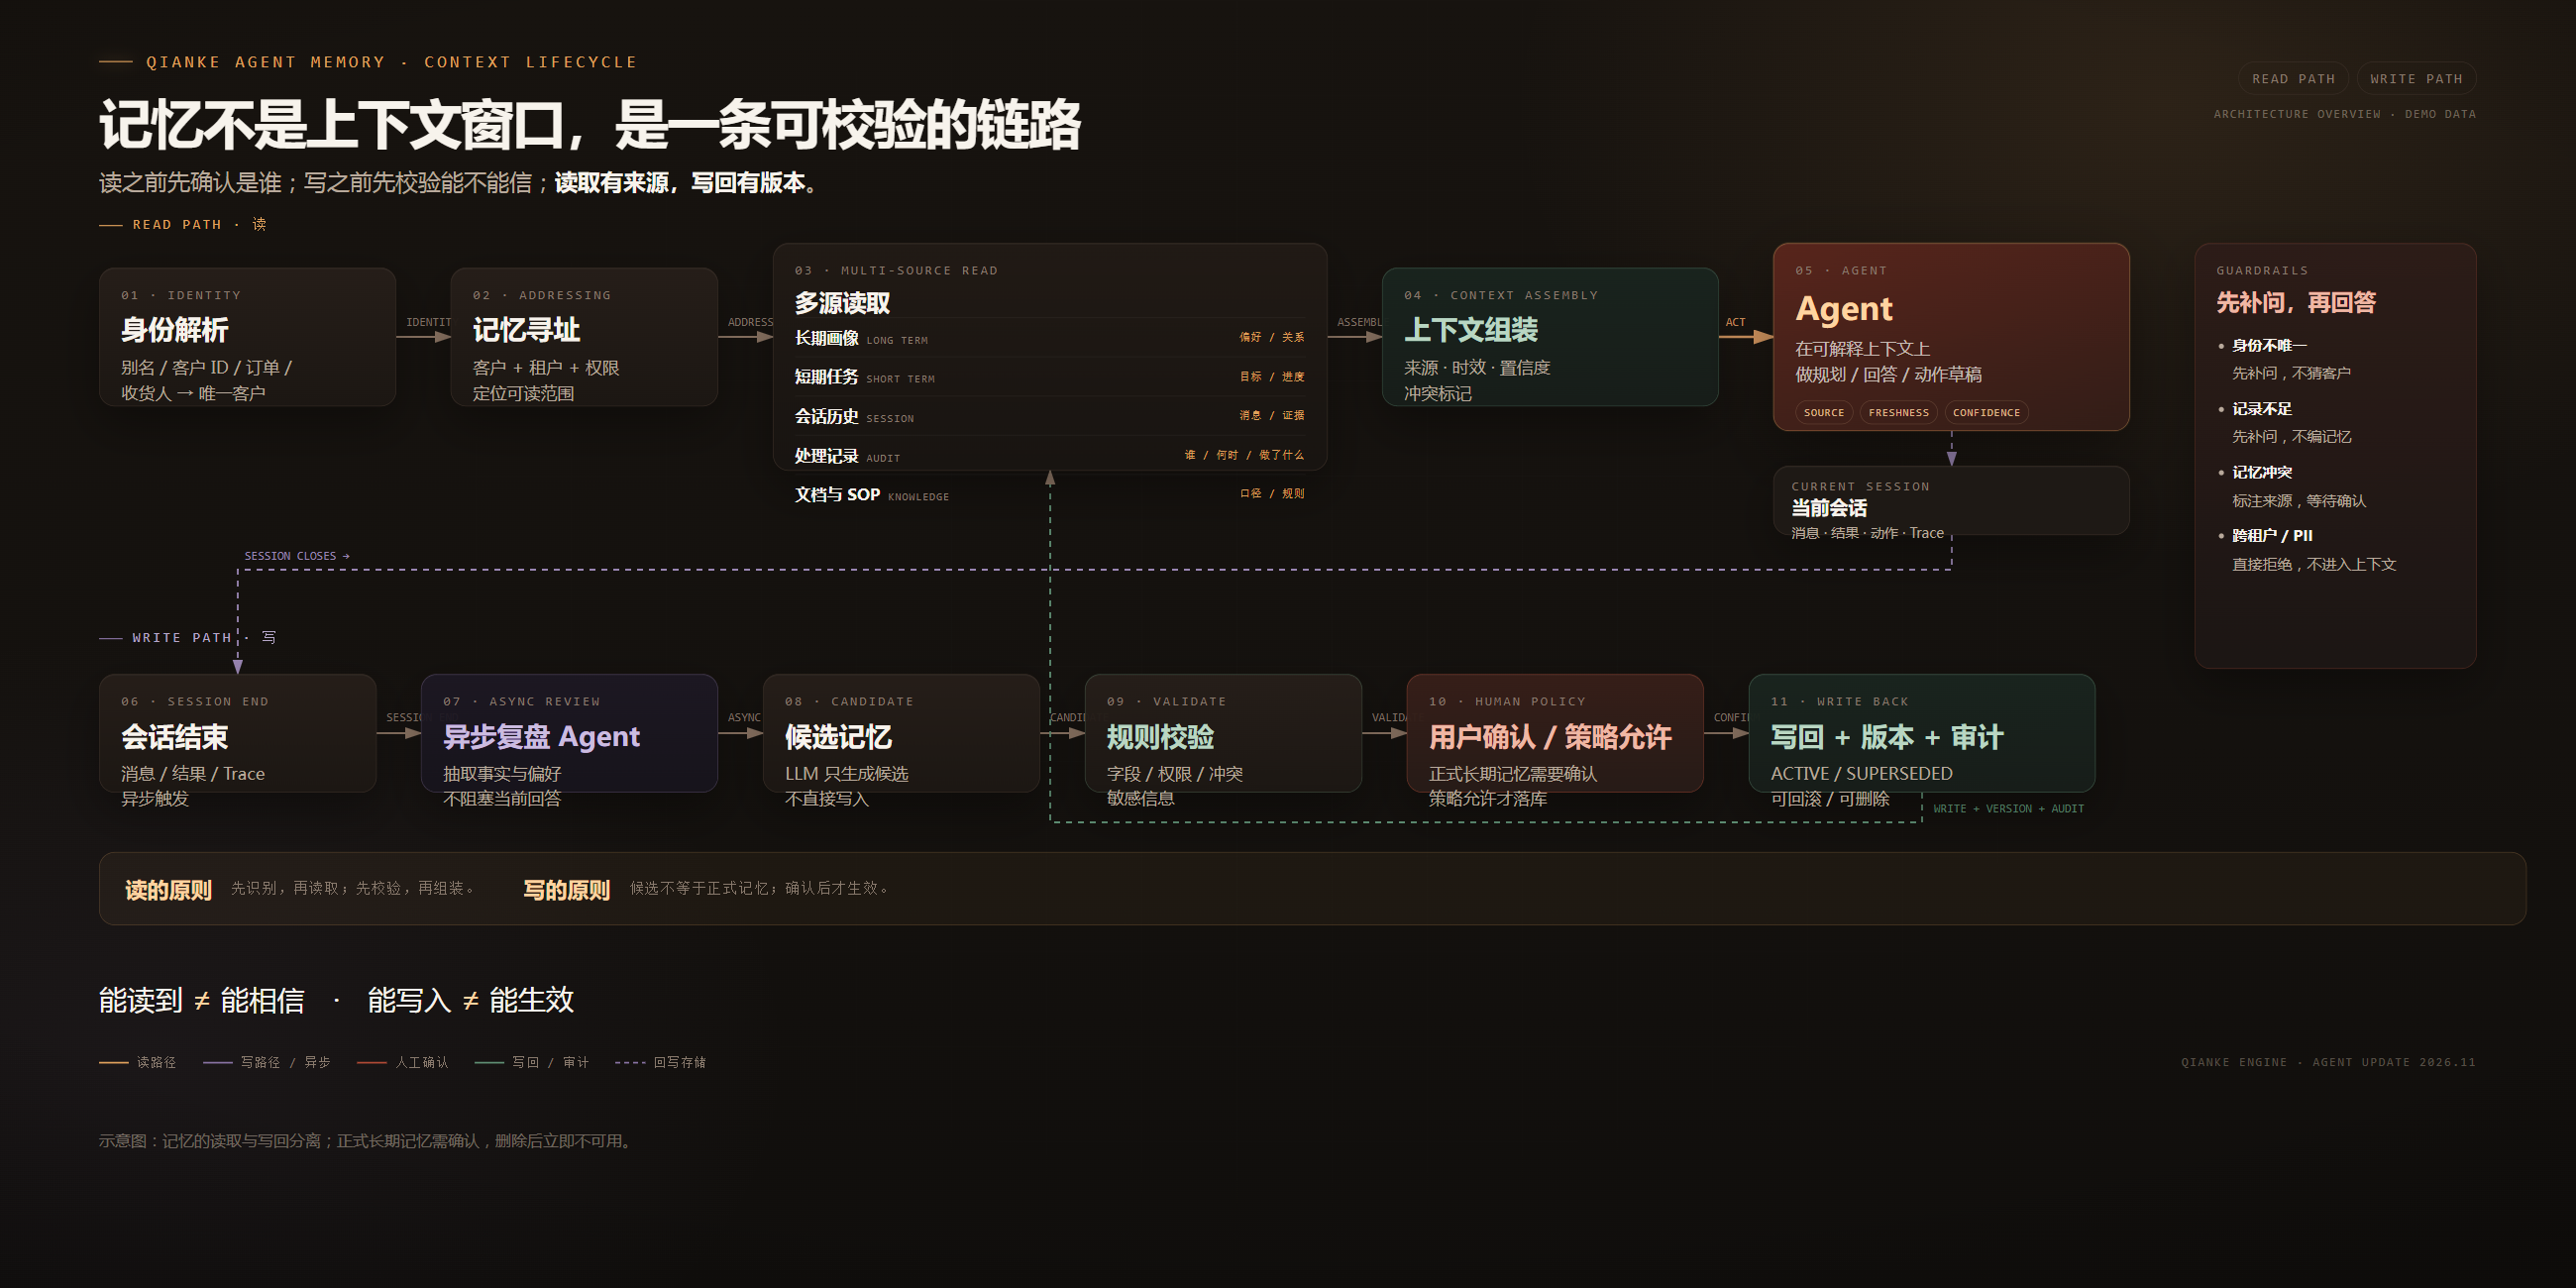 QIANKE AGENT MEMORY · CONTEXT LIFECYCLE
READ PATH
WRITE PATH
ARCHITECTURE OVERVIEW · DEMO DATA
记忆不是上下文窗口，是一条可校验的链路
读之前先确认是谁；写之前先校验能不能信；读取有来源，写回有版本。
READ PATH · 读
01 · IDENTITY
身份解析
别名 / 客户 ID / 订单 /
收货人 → 唯一客户
IDENTIT
02 · ADDRESSING
记忆寻址
客户 + 租户 + 权限
定位可读范围
ADDRESS
03 · MULTI-SOURCE READ
多源读取
长期画像 LONG TERM 偏好 / 关系
短期任务 SHORT TERM 目标 / 进度
会话历史 SESSION 消息 / 证据
处理记录 AUDIT 谁 / 何时 / 做了什么
文档与 SOP KNOWLEDGE 口径 / 规则
ASSEMBL
04 · CONTEXT ASSEMBLY
上下文组装
来源 · 时效 · 置信度
冲突标记
ACT
05 · AGENT
Agent
在可解释上下文上
做规划 / 回答 / 动作草稿
SOURCE FRESHNESS CONFIDENCE
CURRENT SESSION
当前会话
消息 · 结果 · 动作 · Trace
GUARDRAILS
先补问，再回答
• 身份不唯一
先补问，不猜客户
• 记录不足
先补问，不编记忆
• 记忆冲突
标注来源，等待确认
• 跨租户 / PII
直接拒绝，不进入上下文
SESSION CLOSES →
WRITE PATH · 写
06 · SESSION END
会话结束
消息 / 结果 / Trace
异步触发
SESSI
07 · ASYNC REVIEW
异步复盘 Agent
抽取事实与偏好
不阻塞当前回答
ASYNC
08 · CANDIDATE
候选记忆
LLM 只生成候选
不直接写入
CANDI
09 · VALIDATE
规则校验
字段 / 权限 / 冲突
敏感信息
VALID
10 · HUMAN POLICY
用户确认 / 策略允许
正式长期记忆需要确认
策略允许才落库
CONFI
11 · WRITE BACK
写回 + 版本 + 审计
ACTIVE / SUPERSEDED
可回滚 / 可删除
WRITE + VERSION + AUDIT
读的原则 先识别，再读取；先校验，再组装。 写的原则 候选不等于正式记忆；确认后才生效。
能读到 ≠ 能相信 · 能写入 ≠ 能生效
读路径 写路径 / 异步 人工确认 写回 / 审计 回写存储
QIANKE ENGINE · AGENT UPDATE 2026.11
示意图：记忆的读取与写回分离；正式长期记忆需确认，删除后立即不可用。